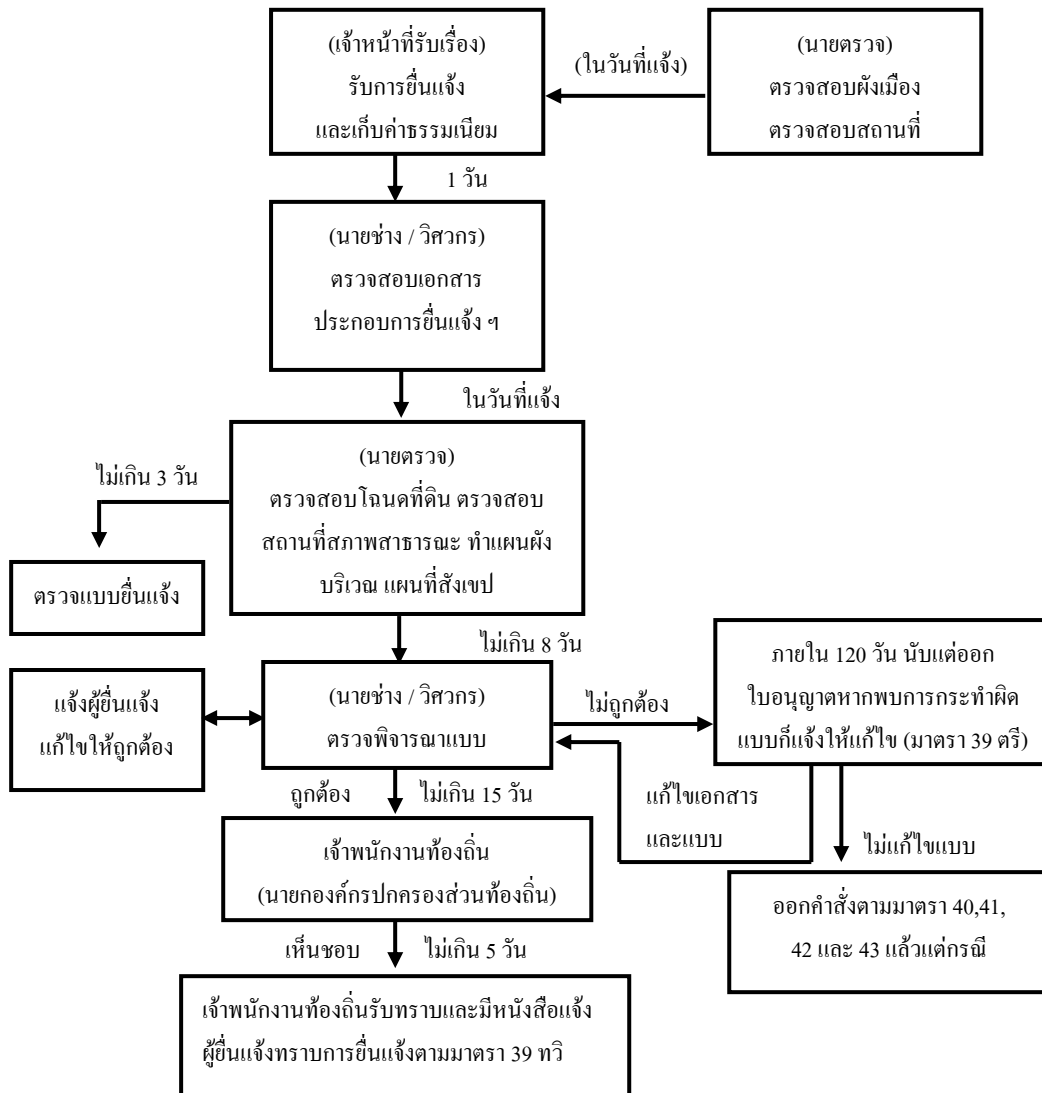 (เจ้าหน้าที่รับเรื่อง)
รับการยื่นแจ้ง
และเก็บค่าธรรมเนียม
(ในวันที่แจ้ง)
(นายตรวจ)
ตรวจสอบผังเมือง
ตรวจสอบสถานที่
1 วัน
(นายช่าง / วิศวกร)
ตรวจสอบเอกสาร
ประกอบการยื่นแจ้ง ฯ
ในวันที่แจ้ง
(นายตรวจ)
ตรวจสอบโฉนดที่ดิน ตรวจสอบ
สถานที่สภาพสาธารณะ ทำแผนผัง
บริเวณ แผนที่สังเขป
ไม่เกิน 3 วัน
ตรวจแบบยื่นแจ้ง
ไม่เกิน 8 วัน
แจ้งผู้ยื่นแจ้ง
แก้ไขให้ถูกต้อง
(นายช่าง / วิศวกร)
ตรวจพิจารณาแบบ
ไม่ถูกต้อง
ภายใน 120 วัน นับแต่ออก
ใบอนุญาตหากพบการกระทำผิด
แบบก็แจ้งให้แก้ไข (มาตรา 39 ตรี)
ถูกต้อง
ไม่เกิน 15 วัน
แก้ไขเอกสาร
และแบบ
ไม่แก้ไขแบบ
เจ้าพนักงานท้องถิ่น
(นายกองค์กรปกครองส่วนท้องถิ่น)
ออกคำสั่งตามมาตรา 40,41,
42 และ 43 แล้วแต่กรณี
เห็นชอบ
ไม่เกิน 5 วัน
เจ้าพนักงานท้องถิ่นรับทราบและมีหนังสือแจ้ง
ผู้ยื่นแจ้งทราบการยื่นแจ้งตามมาตรา 39 ทวิ